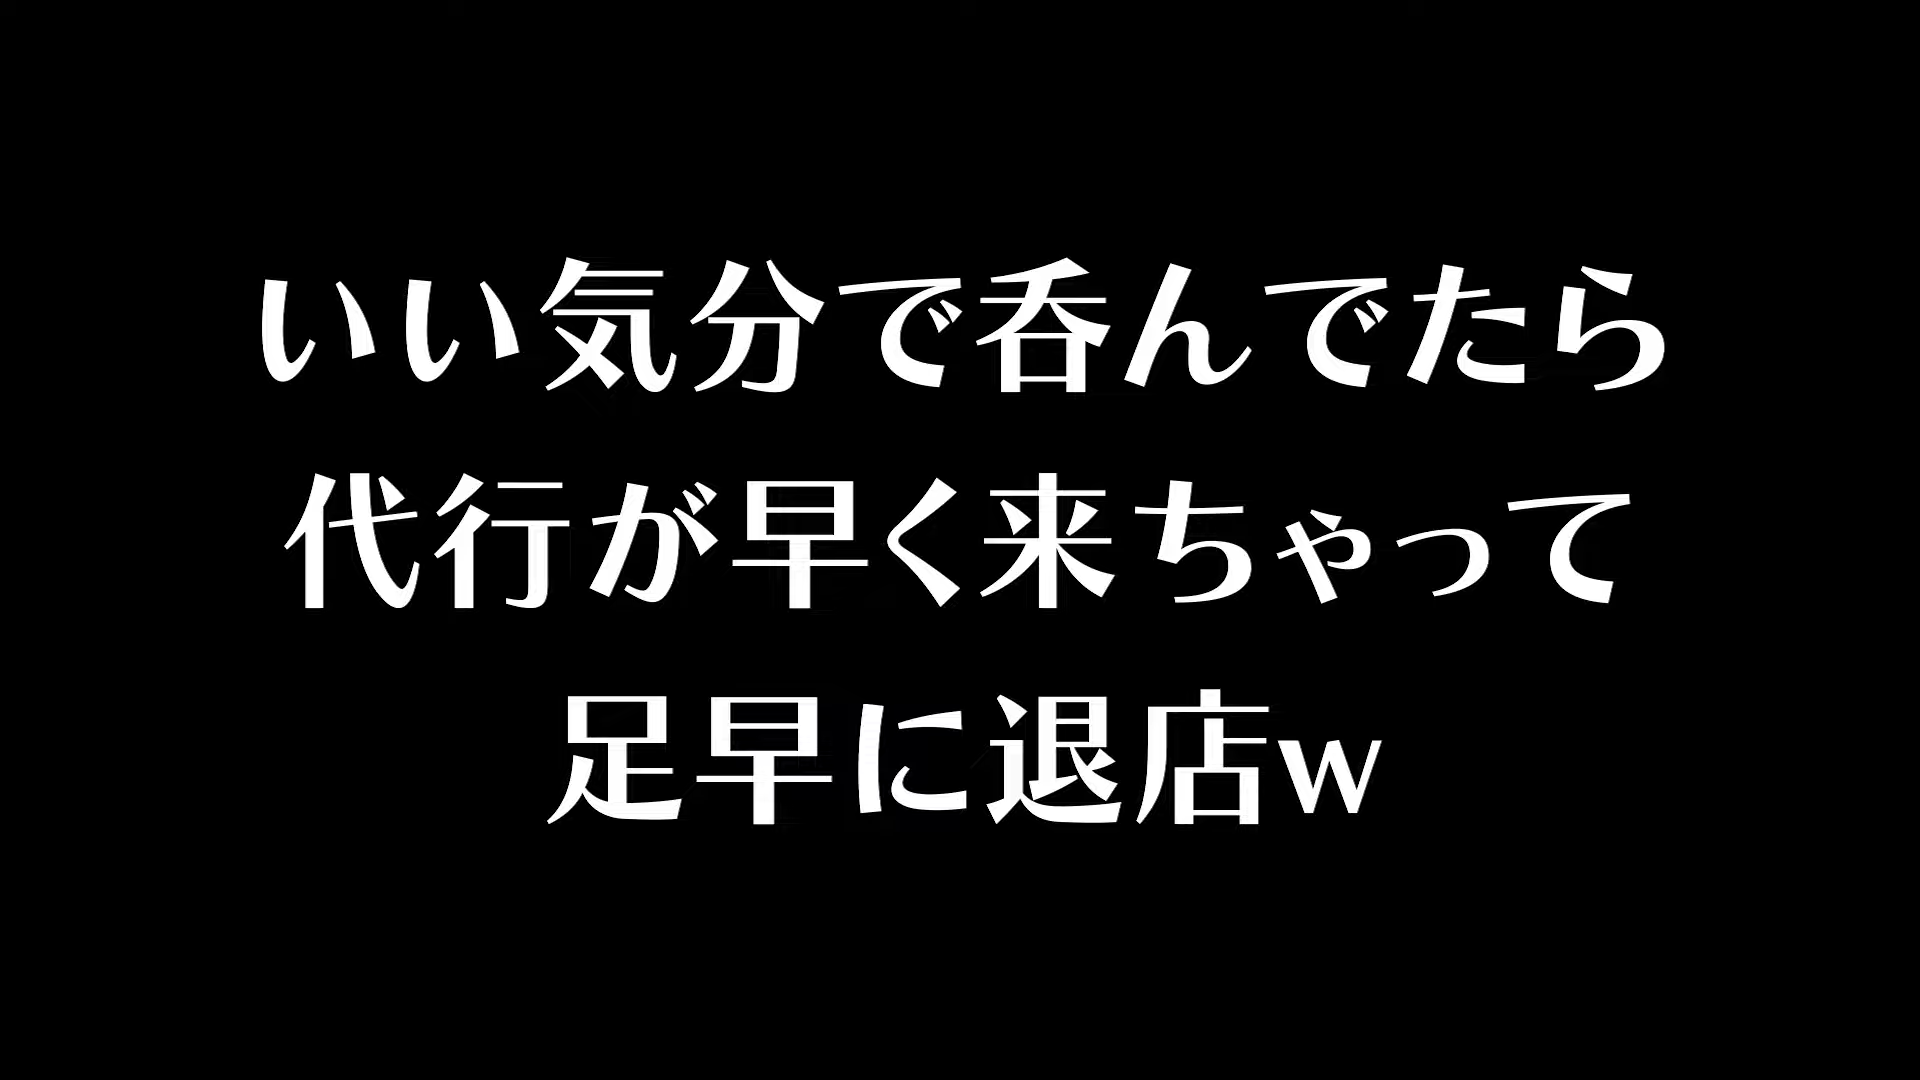 いい気分で呑んでたら
代行が早く来ちゃって
足早に退店w